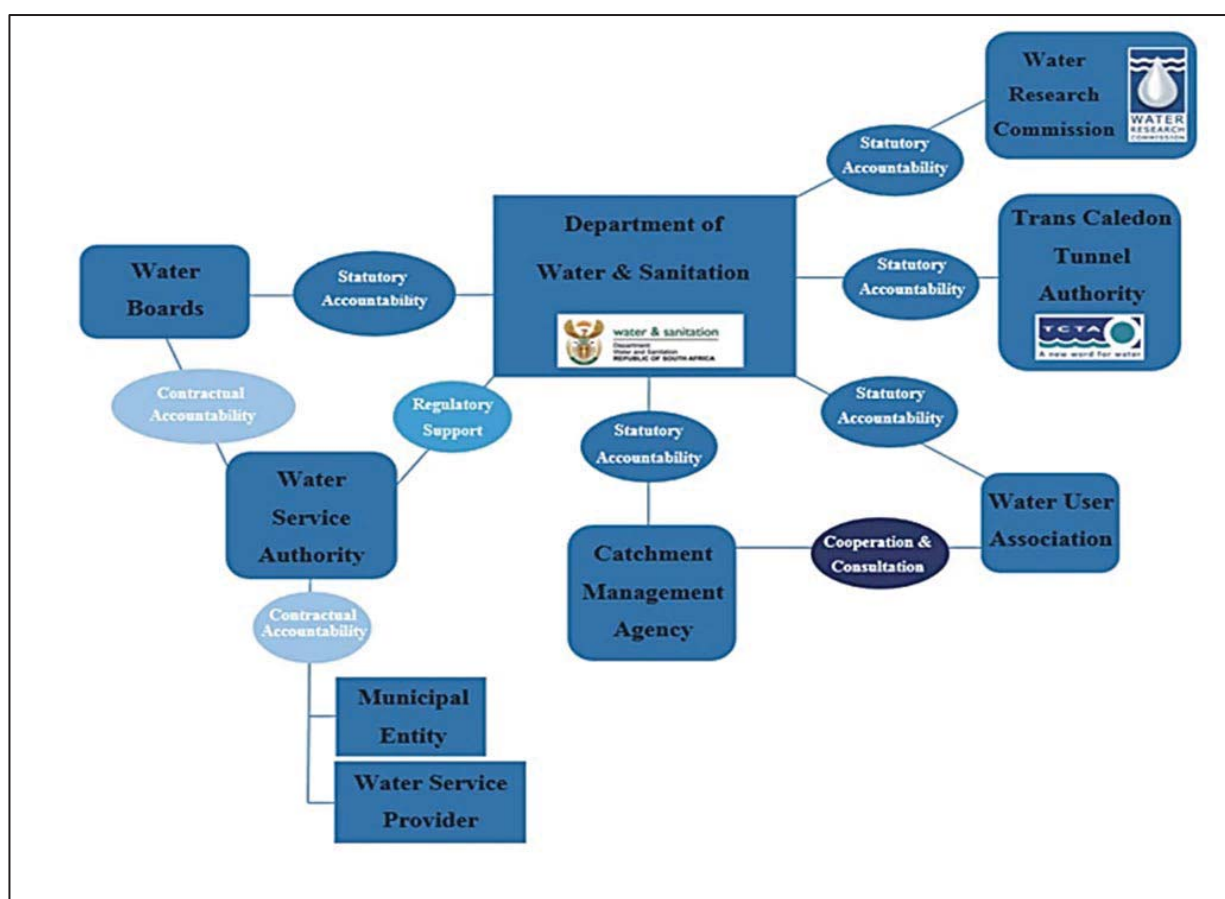 Water
Research
Commission
WATER
RESEARCH
COMMISSION
Statutory
Accountability
Department of
Water & Sanitation
water & sanitation
Department
Water and Sanitation
REPUBLIC OF SOUTH AFRICA
Statutory
Accountability
Trans Caledon
Tunnel
Authority
TCTA
A new word for water
Water
Boards
Statutory
Accountability
Contractual
Accountability
Regulatory
Support
Statutory
Accountability
Statutory
Accountability
Water
Service
Authority
Water User
Association
Cooperation &
Consultation
Catchment
Management
Agency
Contractual
Accountability
Municipal
Entity
Water Service
Provider